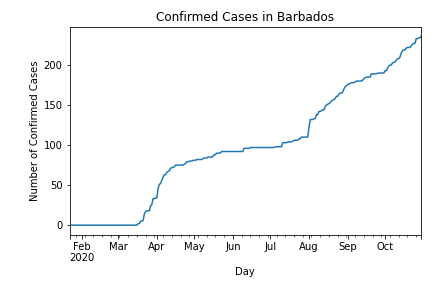 Confirmed Cases in Barbados
Number of Confirmed Cases
200
150
100
50
0
Feb Mar Apr May Jun Jul Aug Sep Oct
2020
Day